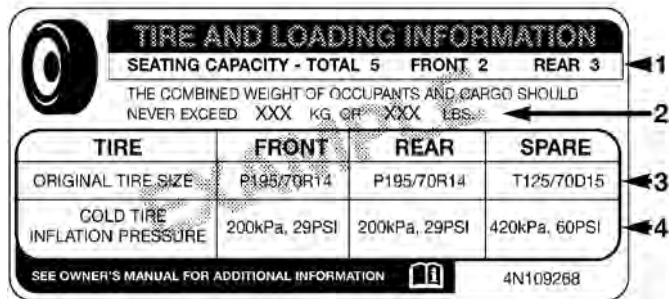 TIRE AND LOADING INFORMATION
SEATING CAPACITY - TOTAL 5 FRONT 2 REAR 3
1
THE COMBINED WEIGHT OF OCCUPANTS AND CARGO SHOULD
NEVER EXCEED XXX KG OR XXX LBS.
2
TIRE FRONT REAR SPARE
ORIGINAL TIRE SIZE P195/70R14 P195/70R14 T125/70D15
3
COLD TIRE
INFLATION PRESSURE 200kPa, 29PSI 200kPa, 29PSI 420kPa, 60PSI
4
SEE OWNER'S MANUAL FOR ADDITIONAL INFORMATION 4N109268
EXAMPLE